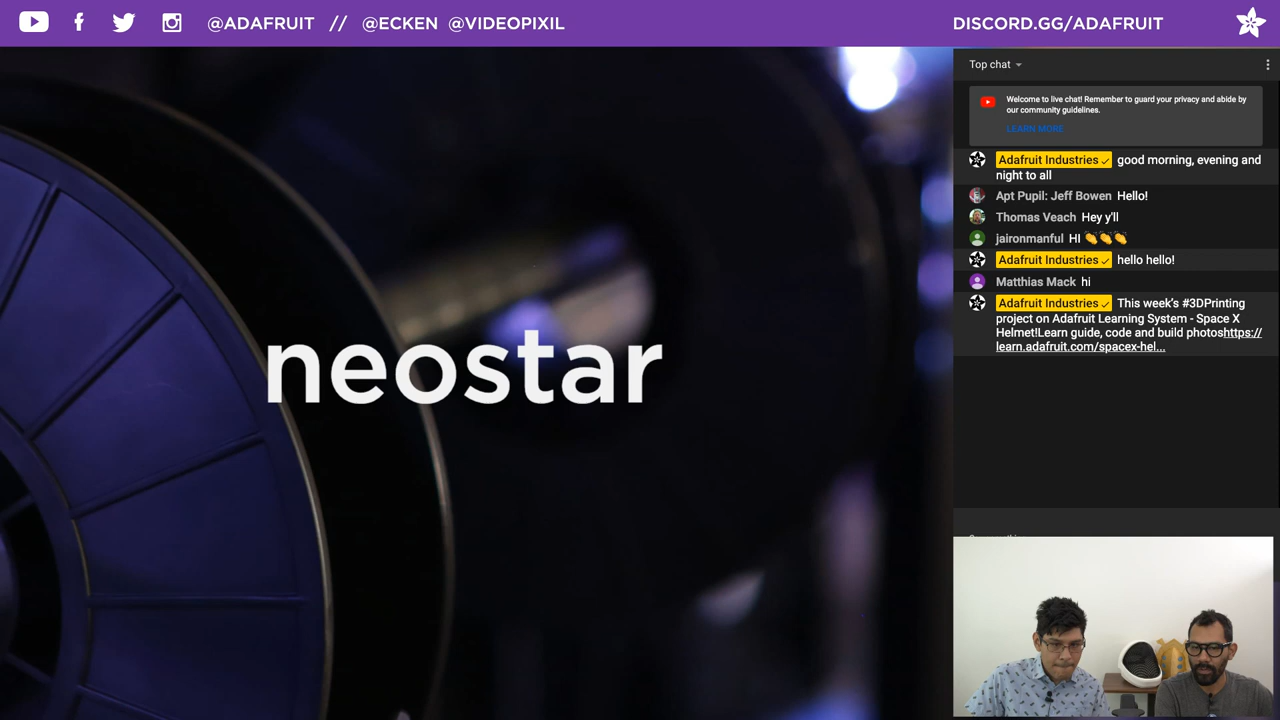 @ADAFRUIT // @ECKEN @VIDEOPIXIL
DISCORD.GG/ADAFRUIT
neostar
Top chat
Welcome to live chat! Remember to guard your privacy and abide by
our community guidelines.
LEARN MORE
Adafruit Industries good morning, evening and
night to all
Apt Pupil: Jeff Bowen Hello!
Thomas Veach Hey y'll
jaironmanful HI 👏👏👏
Adafruit Industries hello hello!
Matthias Mack hi
Adafruit Industries This week's #3DPrinting
project on Adafruit Learning System - Space X
Helmet!Learn guide, code and build photoshttps://
learn.adafruit.com/spacex-hel...